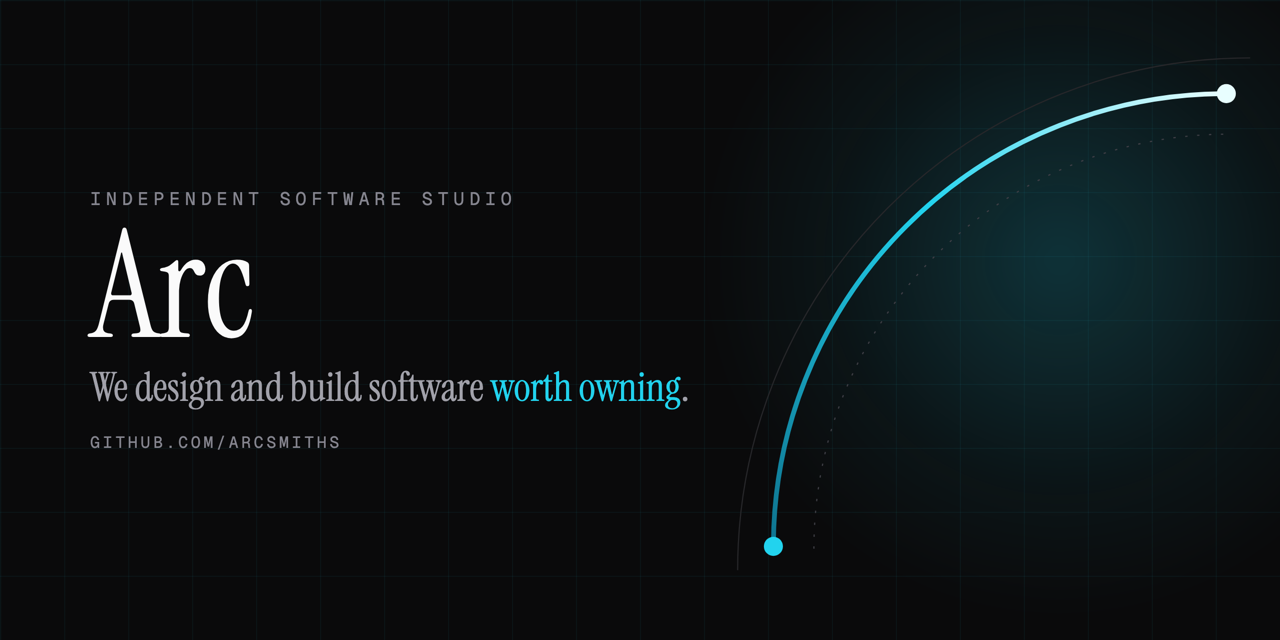 INDEPENDENT SOFTWARE STUDIO
Arc
We design and build software worth owning.
GITHUB.COM/ARCSMITHS